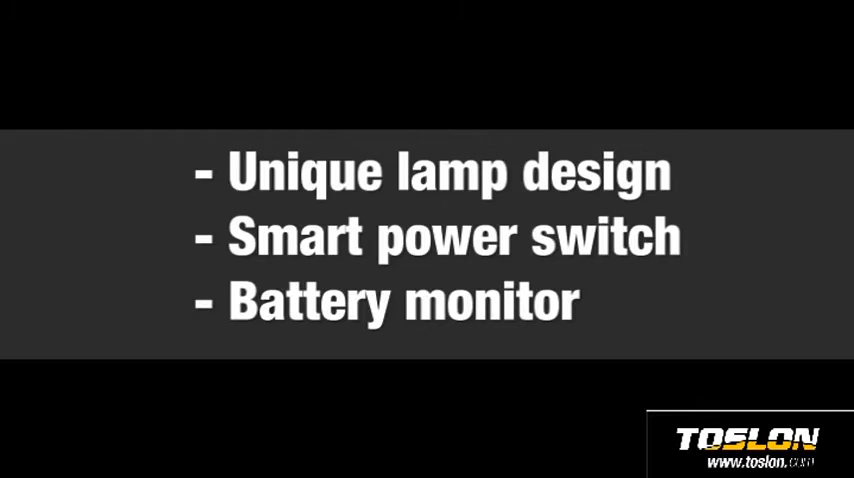 - Unique lamp design
- Smart power switch
- Battery monitor
TOSLON
www.toslon.com